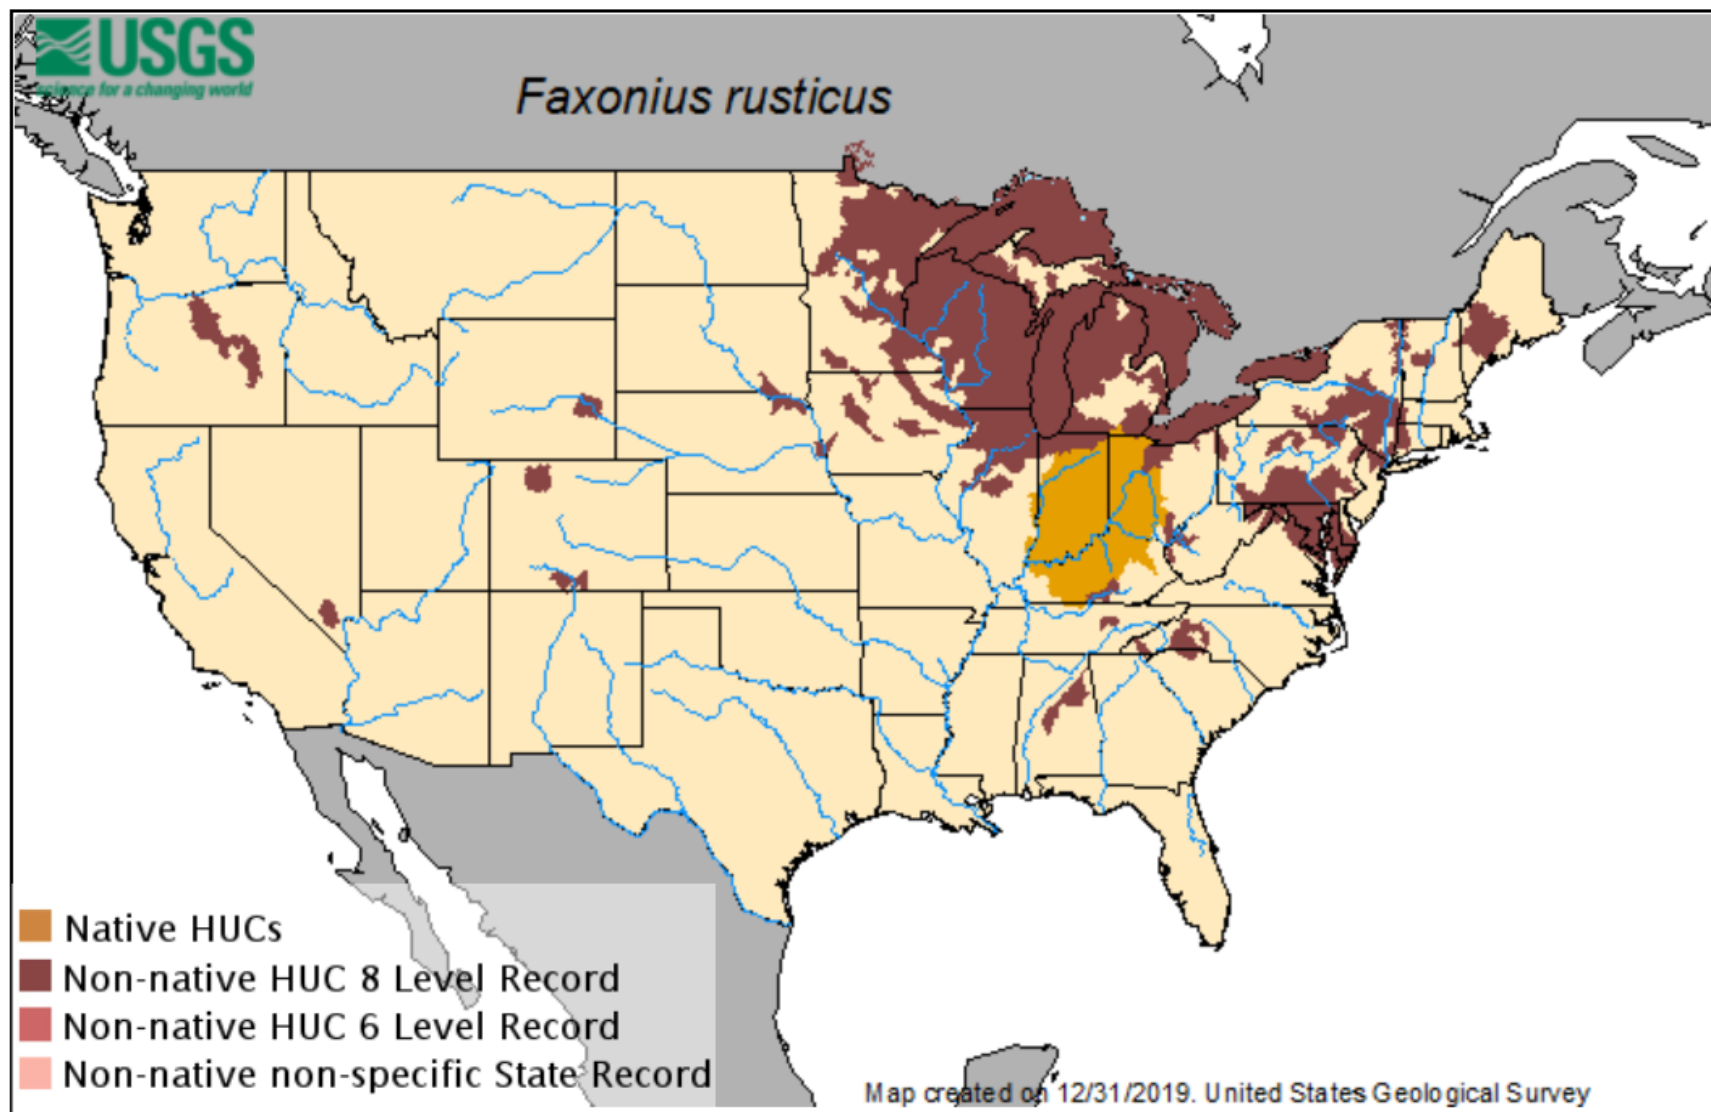 USGS
science for a changing world
Faxonius rusticus
Native HUCs
Non-native HUC 8 Level Record
Non-native HUC 6 Level Record
Non-native non-specific State Record
Map created on 12/31/2019. United States Geological Survey